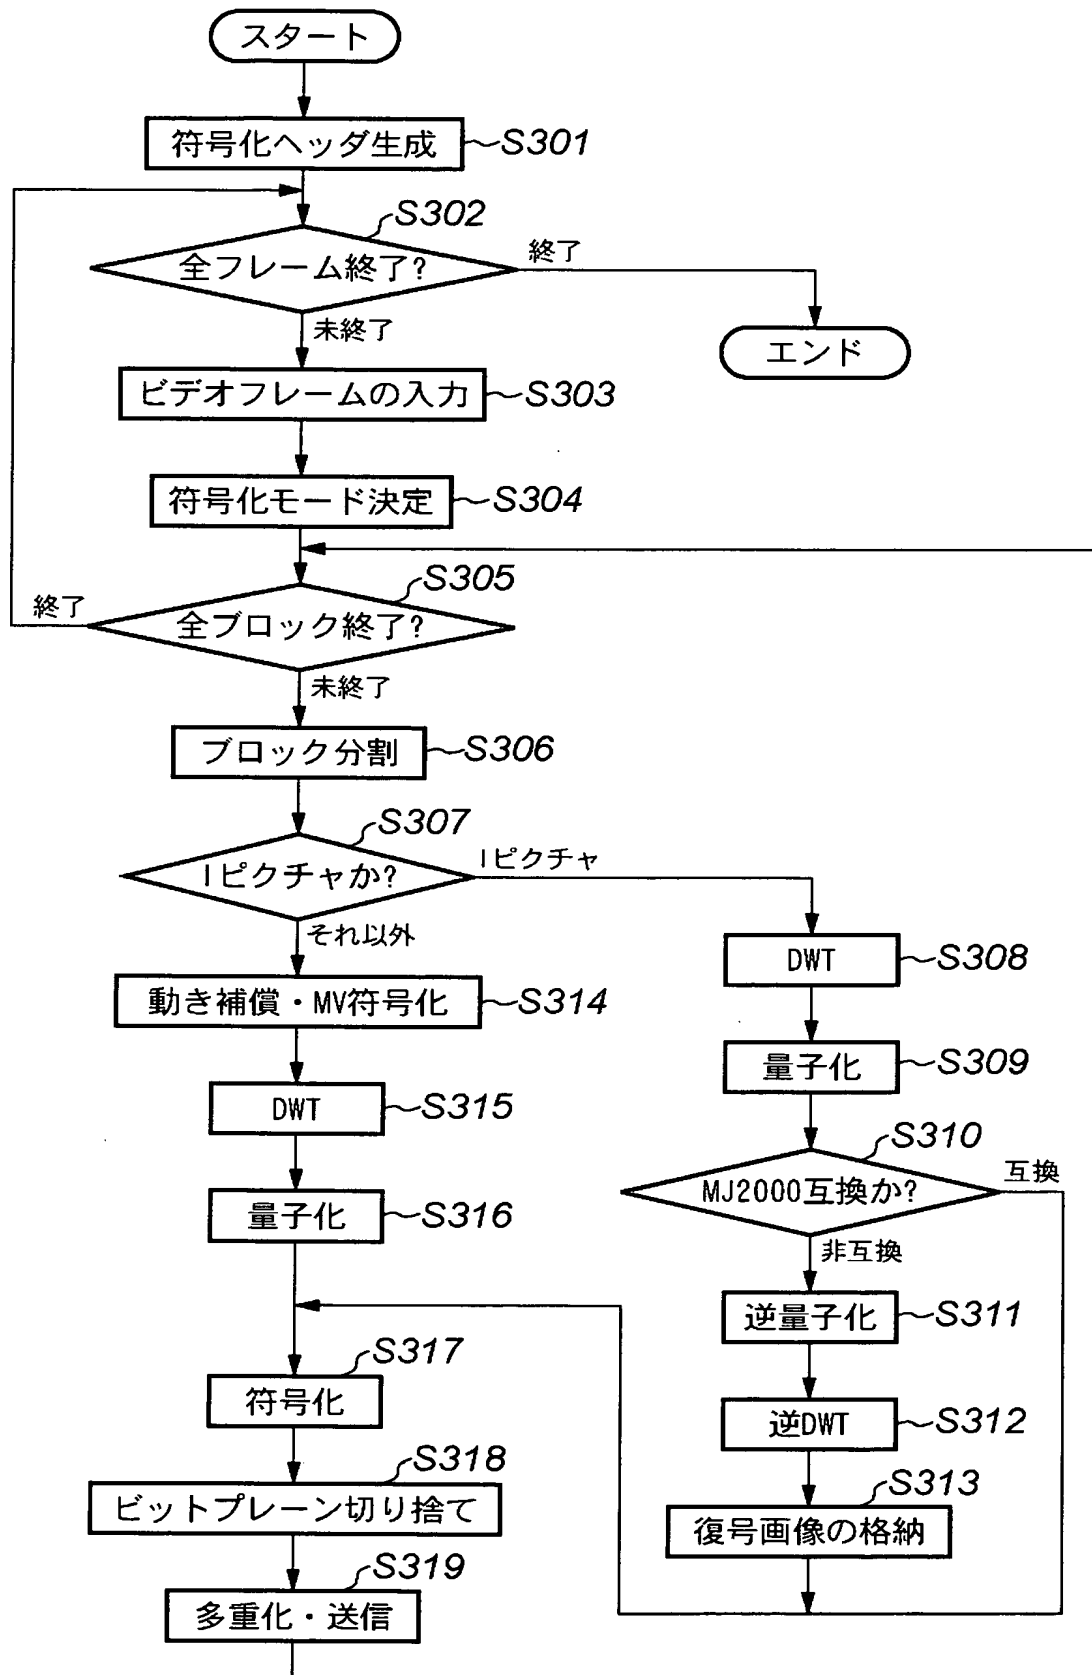 スタート
符号化ヘッダ生成
S301
S302
全フレーム終了?
終了
未終了
エンド
ビデオフレームの入力
S303
符号化モード決定
S304
S305
終了
全ブロック終了?
未終了
ブロック分割
S306
S307
Iピクチャか?
Iピクチャ
それ以外
DWT
S308
動き補償・MV符号化
S314
量子化
S309
DWT
S315
S310
MJ2000互換か?
互換
非互換
量子化
S316
逆量子化
S311
S317
符号化
逆DWT
S312
S318
ビットプレーン切り捨て
S313
復号画像の格納
S319
多重化・送信